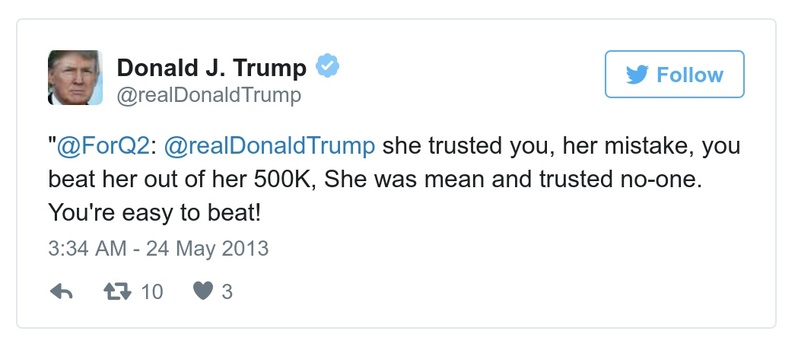 Donald J. Trump
@realDonaldTrump
Follow
"@ForQ2: @realDonaldTrump she trusted you, her mistake, you
beat her out of her 500K, She was mean and trusted no-one.
You're easy to beat!
3:34 AM - 24 May 2013
10
3